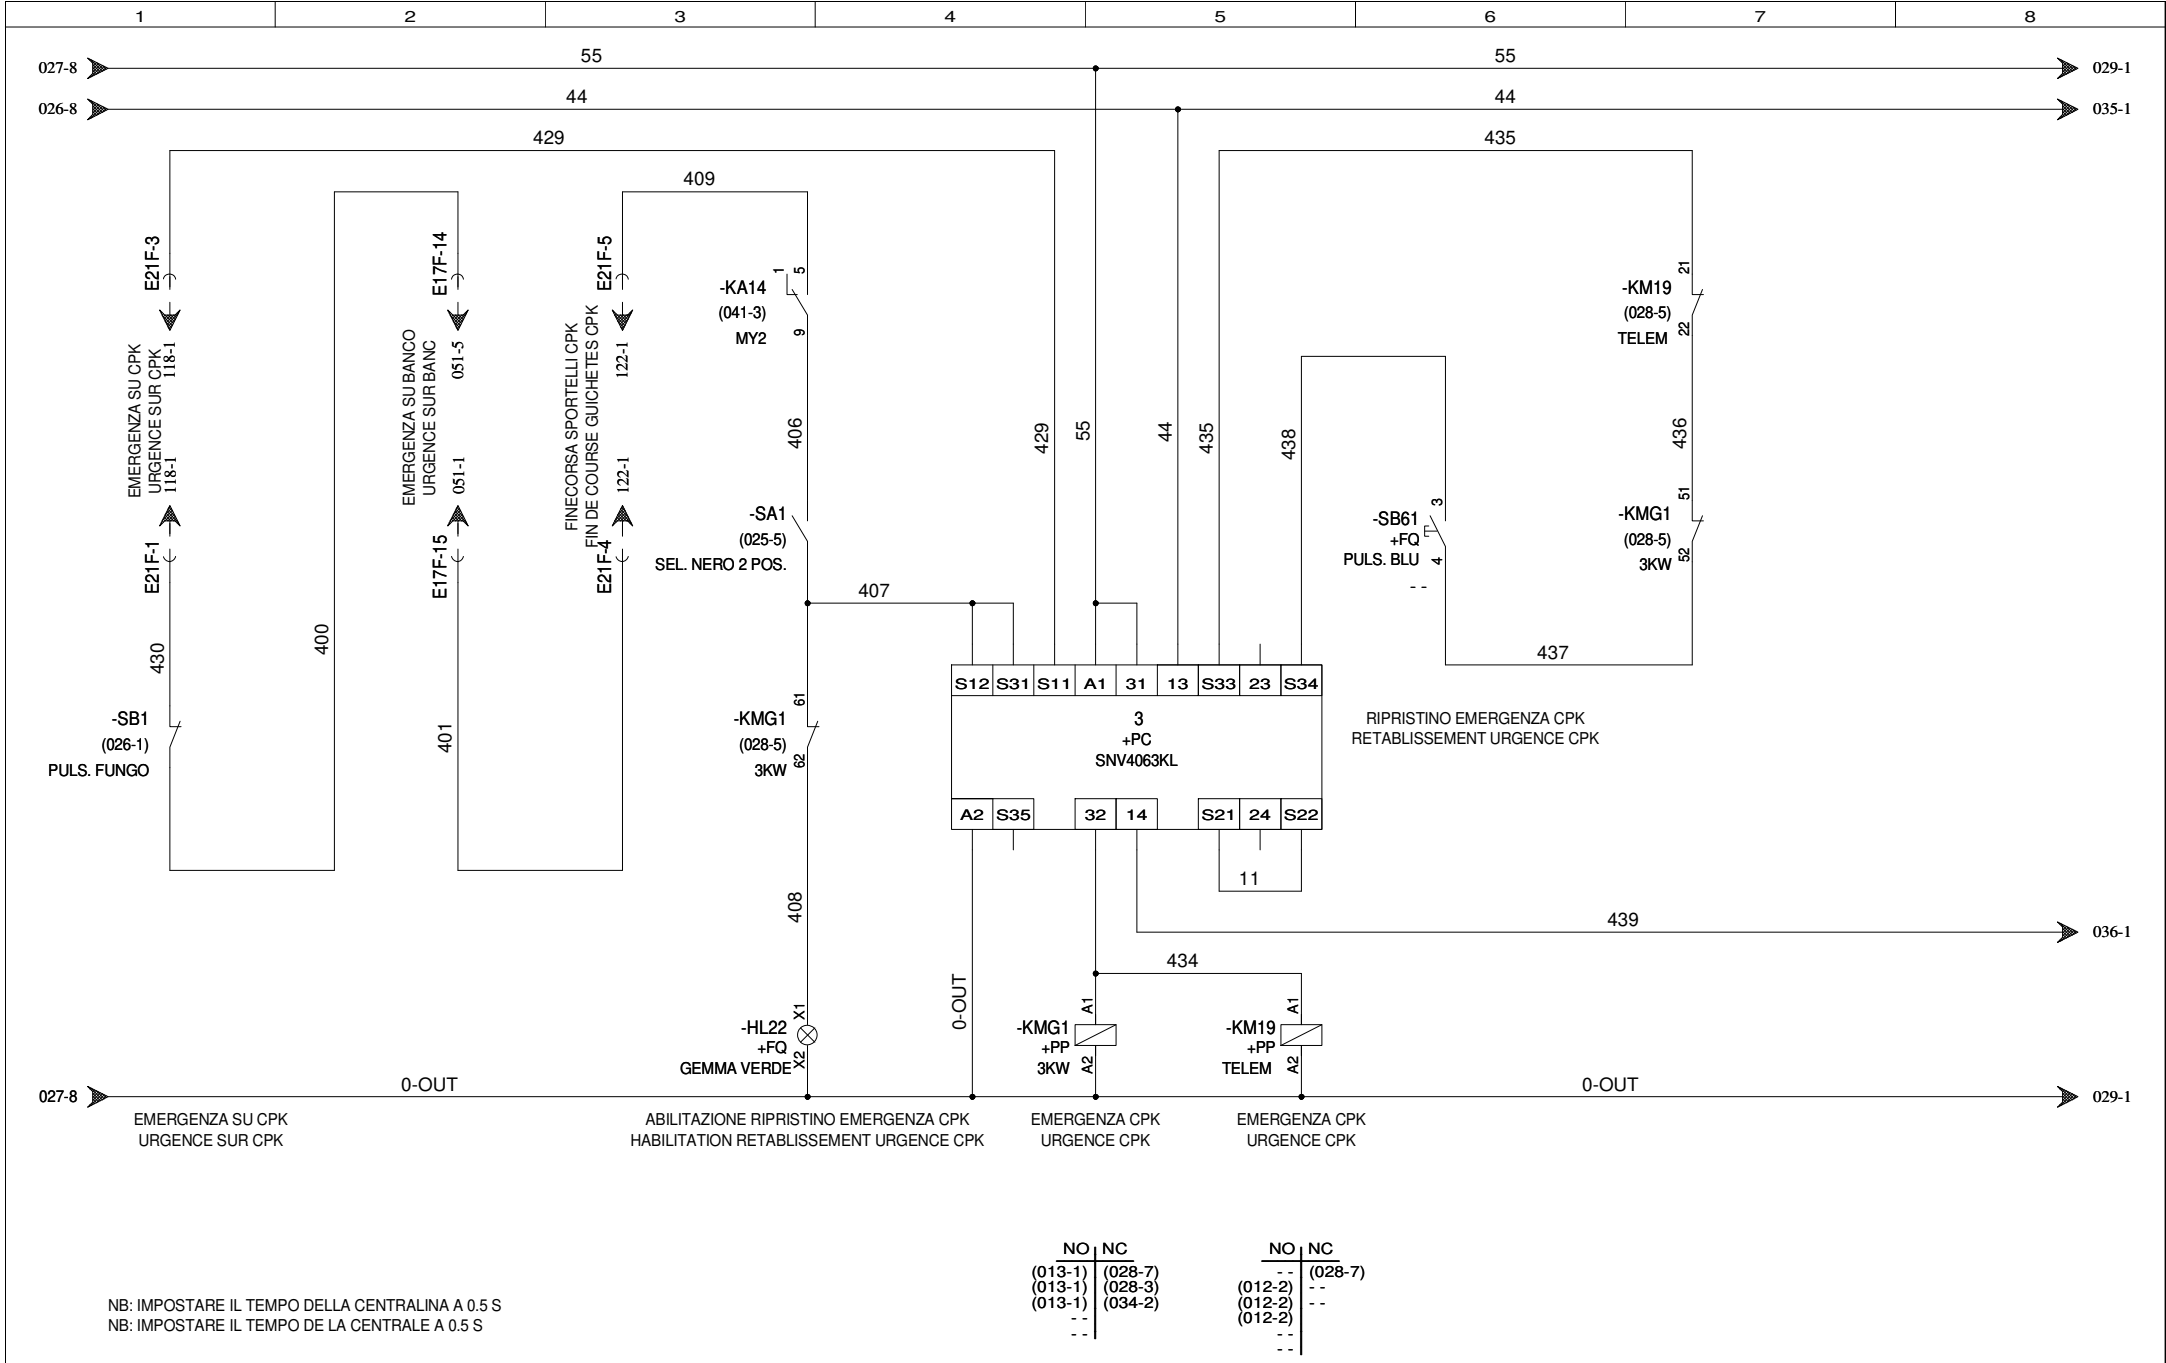 1 2 3 4 5 6 7 8
027-8 55 55 029-1
026-8 44 44 035-1
429 435
409
E21F-3 E17F-14 E21F-5
1 5
-KA14
(041-3)
MY2
9
21
-KM19
(028-5)
TELEM
22
EMERGENZA SU CPK
URGENCE SUR CPK
118-1 118-1
EMERGENZA SU BANCO
URGENCE SUR BANC
051-5 051-1
FINECORSA SPORTELLI CPK
FIN DE COURSE GUICHETES CPK
122-1 122-1
406 429 55 44 435 438 436
-SA1
(025-5)
SEL. NERO 2 POS.
3
-SB61
+FQ
PULS. BLU
4
- -
51
-KMG1
(028-5)
3KW
52
E21F-1 E17F-15 E21F-4
407
430 400 401
437
S12 S31 S11 A1 31 13 S33 23 S34
-SB1
(026-1)
PULS. FUNGO
61
-KMG1
(028-5)
3KW
62
3
+PC
SNV4063KL
RIPRISTINO EMERGENZA CPK
RETABLISSEMENT URGENCE CPK
A2 S35 32 14 S21 24 S22
11
408
439 036-1
434
0-OUT
X1
-HL22
+FQ
GEMMA VERDE
X2
A1
-KMG1
+PP
3KW
A2
A1
-KM19
+PP
TELEM
A2
027-8 0-OUT 0-OUT 029-1
EMERGENZA SU CPK
URGENCE SUR CPK
ABILITAZIONE RIPRISTINO EMERGENZA CPK
HABILITATION RETABLISSEMENT URGENCE CPK
EMERGENZA CPK
URGENCE CPK
EMERGENZA CPK
URGENCE CPK
NO NC
(013-1) (028-7)
(013-1) (028-3)
(013-1) (034-2)
- -
- -
NO NC
- - (028-7)
(012-2) - -
(012-2) - -
(012-2)
- -
- -
NB: IMPOSTARE IL TEMPO DELLA CENTRALINA A 0.5 S
NB: IMPOSTARE IL TEMPO DE LA CENTRALE A 0.5 S